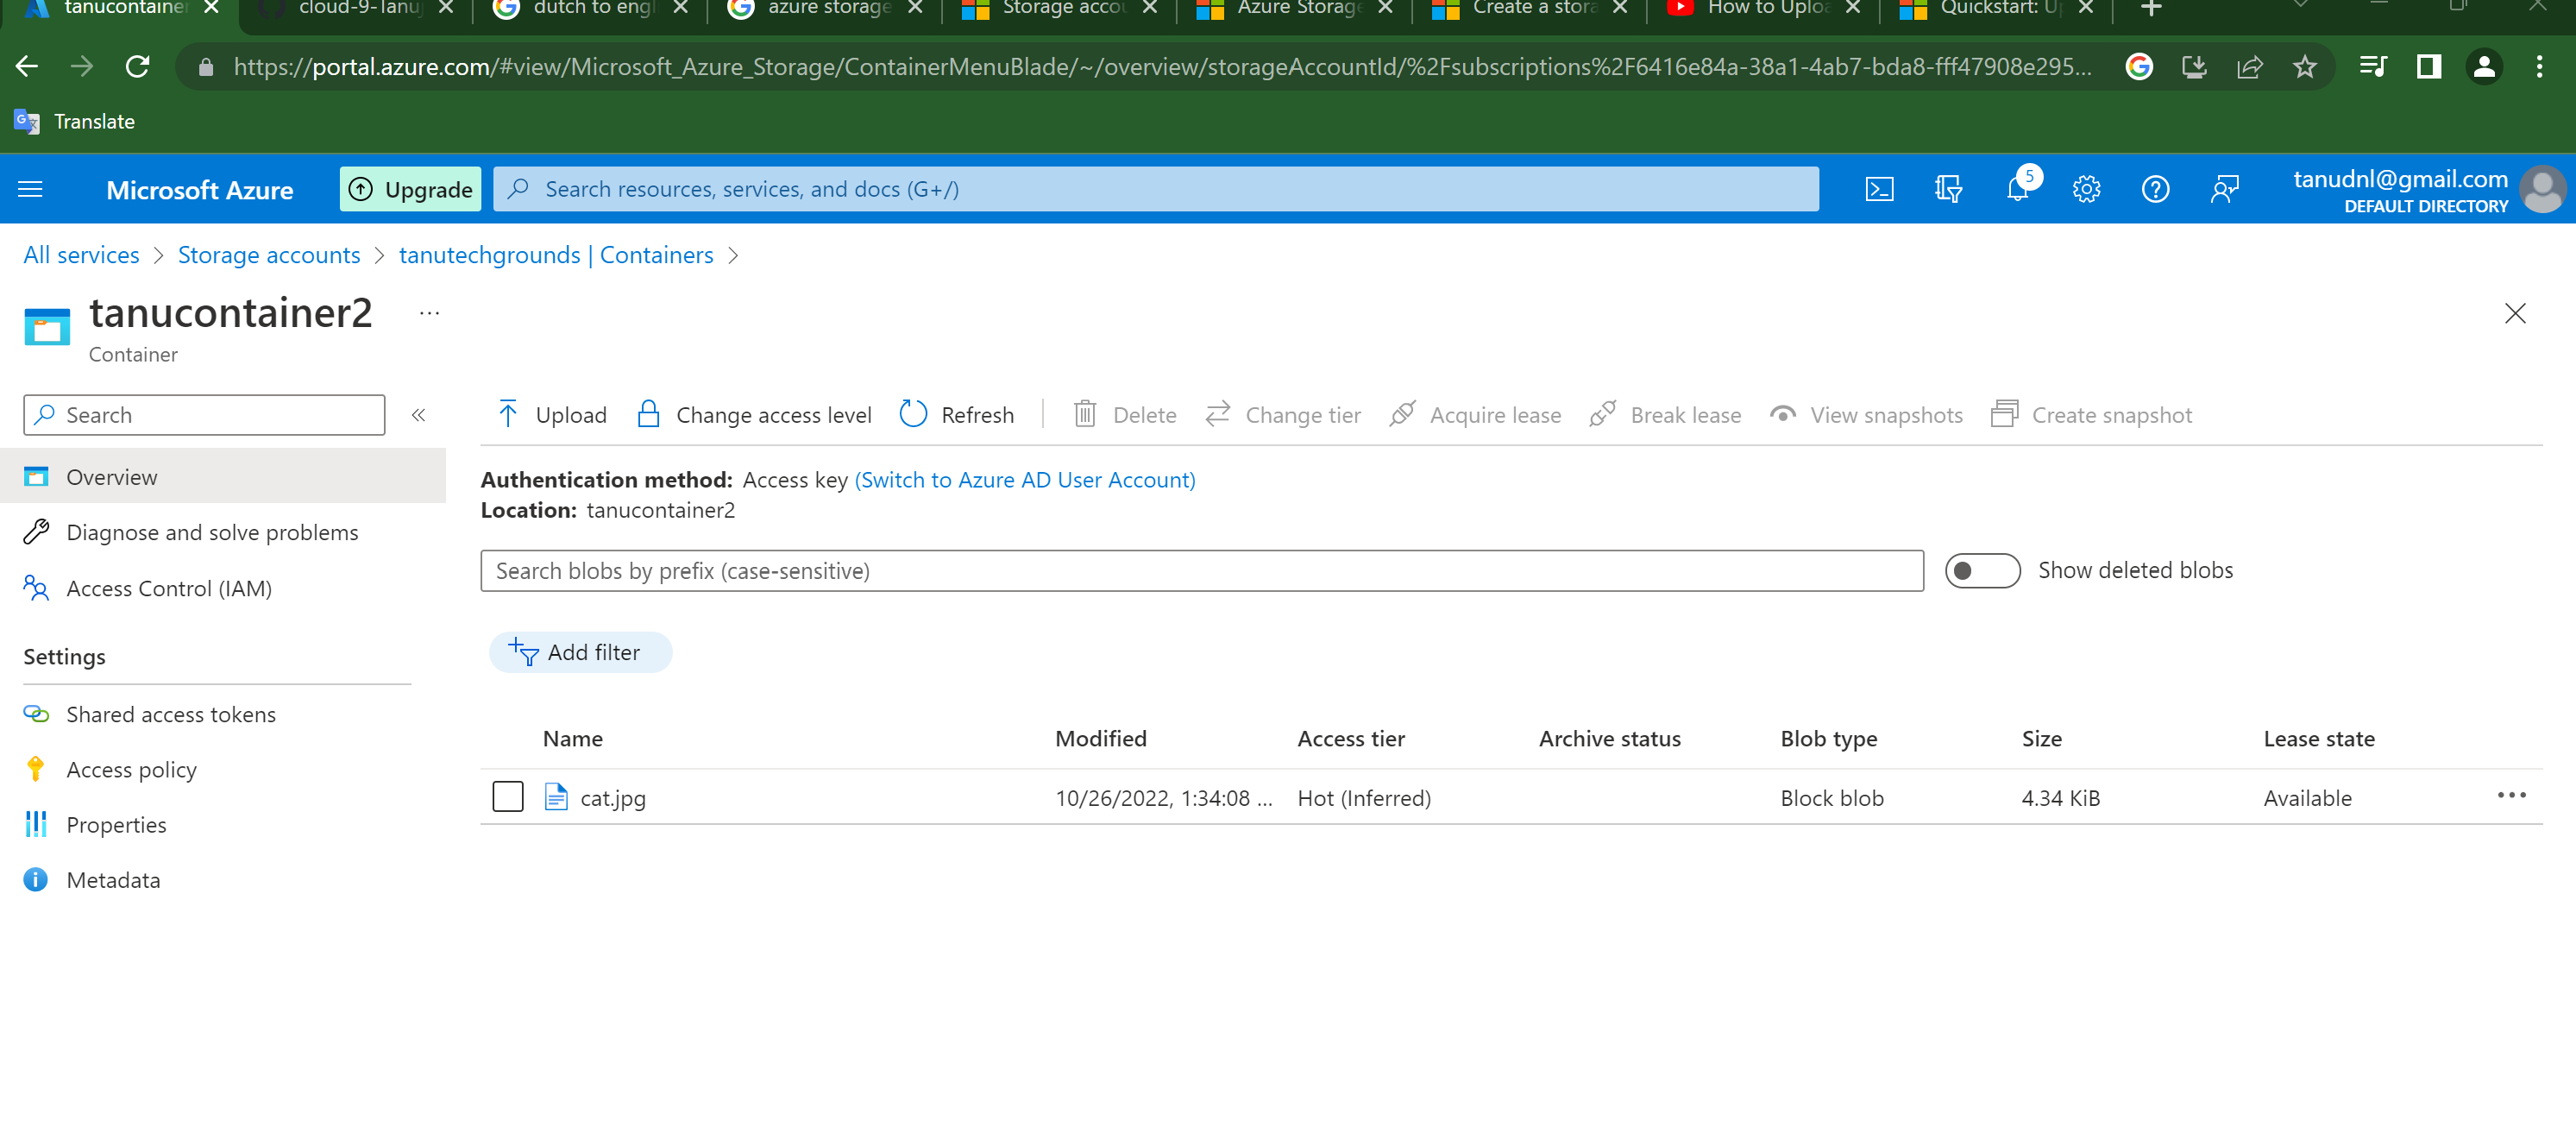 tanucontainer
cloud-9-Tanu
dutch to engl
azure storage
Storage accou
Azure Storage
Create a stora
How to Uploa
Quickstart: Up
https://portal.azure.com/#view/Microsoft_Azure_Storage/ContainerMenuBlade/~/overview/storageAccountId/%2Fsubscriptions%2F6416e84a-38a1-4ab7-bda8-fff47908e295...
Translate
Microsoft Azure
Upgrade
Search resources, services, and docs (G+/)
5
tanudnl@gmail.com
DEFAULT DIRECTORY
All services > Storage accounts > tanutechgrounds | Containers >
tanucontainer2 ...
Container
Search
«
Upload
Change access level
Refresh
Delete
Change tier
Acquire lease
Break lease
View snapshots
Create snapshot
Overview
Diagnose and solve problems
Access Control (IAM)
Settings
Shared access tokens
Access policy
Properties
Metadata
Authentication method: Access key (Switch to Azure AD User Account)
Location: tanucontainer2
Search blobs by prefix (case-sensitive)
Show deleted blobs
Add filter
Name Modified Access tier Archive status Blob type Size Lease state
cat.jpg 10/26/2022, 1:34:08 ... Hot (Inferred) Block blob 4.34 KiB Available ...